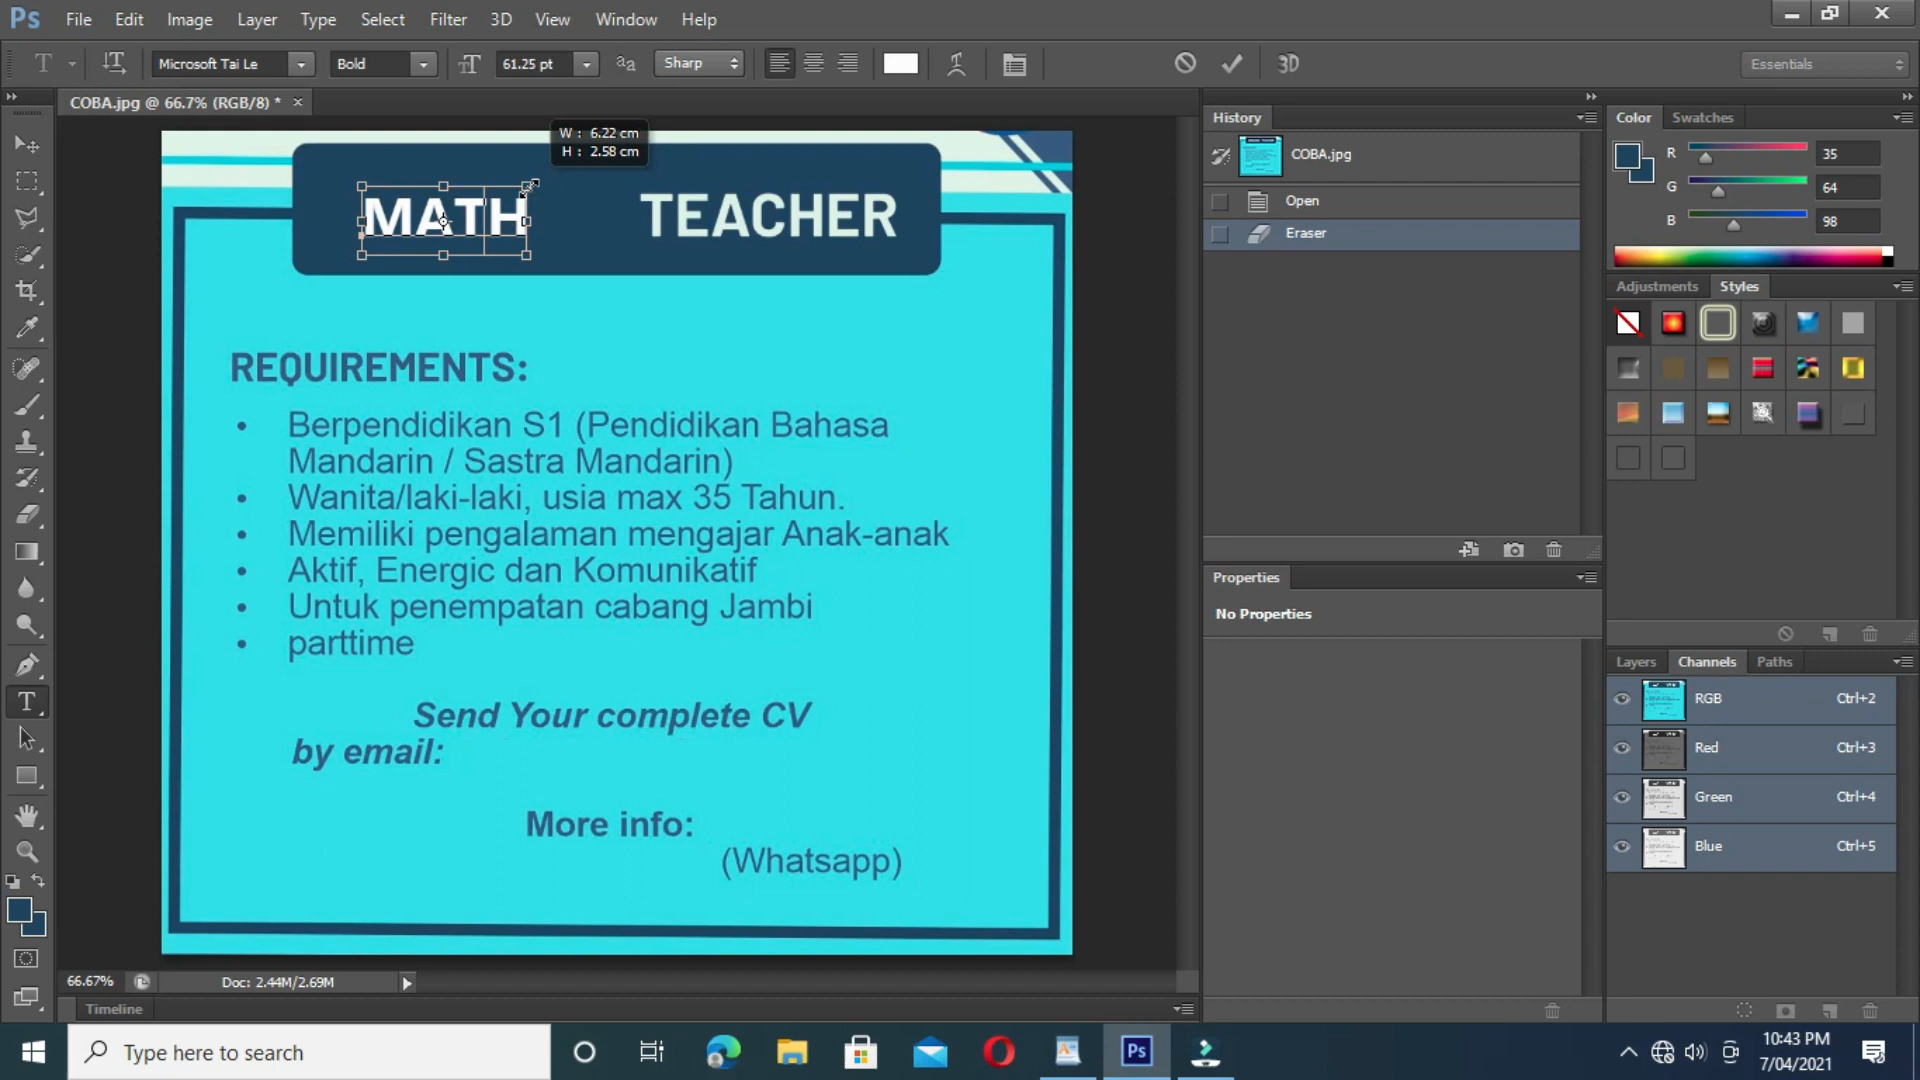 Ps File Edit Image Layer Type Select Filter 3D View Window Help
T Microsoft Tai Le Bold 61.25 pt Sharp 3D Essentials
COBA.jpg @ 66.7% (RGB/8) * ×
W : 6.22 cm
H : 2.58 cm
MATH TEACHER
REQUIREMENTS:
• Berpendidikan S1 (Pendidikan Bahasa
Mandarin / Sastra Mandarin)
• Wanita/laki-laki, usia max 35 Tahun.
• Memiliki pengalaman mengajar Anak-anak
• Aktif, Energic dan Komunikatif
• Untuk penempatan cabang Jambi
• parttime
Send Your complete CV
by email:
More info:
(Whatsapp)
66.67% Doc: 2.44M/2.69M
Timeline
History
COBA.jpg
Open
Eraser
Properties
No Properties
Color Swatches
R 35
G 64
B 98
Adjustments Styles
Layers Channels Paths
RGB Ctrl+2
Red Ctrl+3
Green Ctrl+4
Blue Ctrl+5
Type here to search
Ps
10:43 PM
7/04/2021